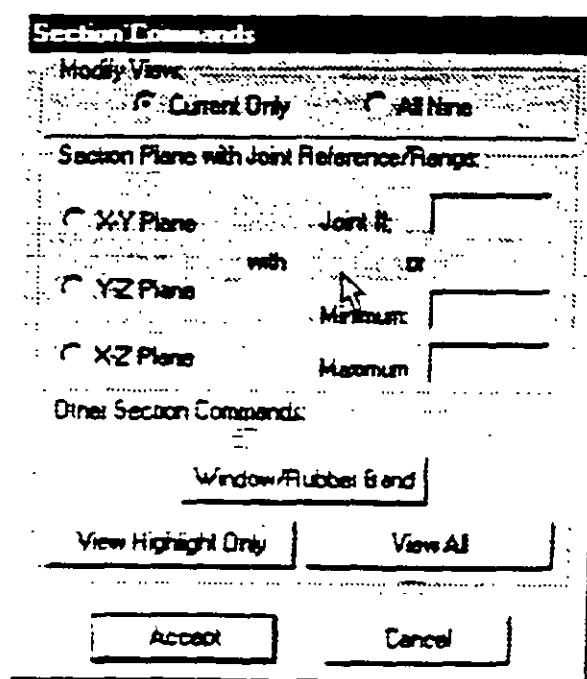 Section Commands
Modify View:
Current Only All Nine
Section Plane with Joint Reference/Range:
X-Y Plane Joint #:
with or
Y-Z Plane
Minimum:
X-Z Plane Maximum
Other Section Commands:
Window/Rubber Band
View Highlight Only View All
Accept Cancel